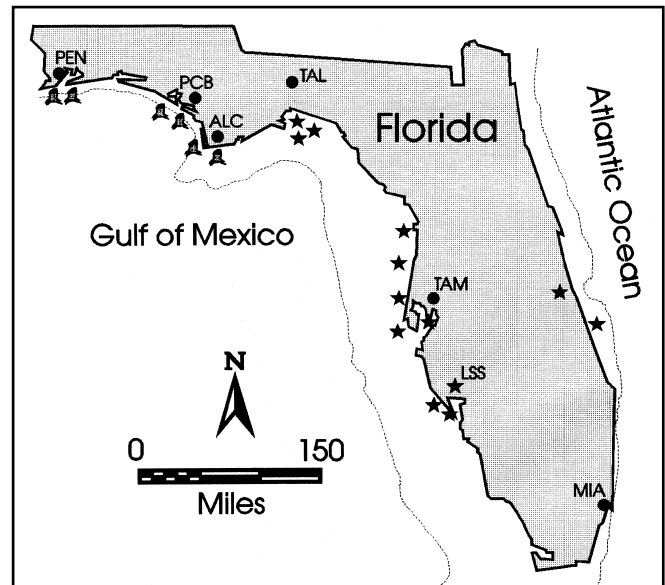 PEN
PCB
TAL
ALC
Florida
Atlantic Ocean
Gulf of Mexico
TAM
N
LSS
0 150
Miles
MIA